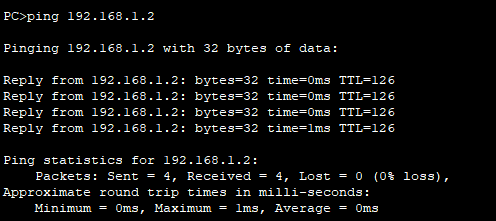 PC>ping 192.168.1.2
Pinging 192.168.1.2 with 32 bytes of data:
Reply from 192.168.1.2: bytes=32 time=0ms TTL=126
Reply from 192.168.1.2: bytes=32 time=0ms TTL=126
Reply from 192.168.1.2: bytes=32 time=0ms TTL=126
Reply from 192.168.1.2: bytes=32 time=1ms TTL=126
Ping statistics for 192.168.1.2:
Packets: Sent = 4, Received = 4, Lost = 0 (0% loss),
Approximate round trip times in milli-seconds:
Minimum = 0ms, Maximum = 1ms, Average = 0ms